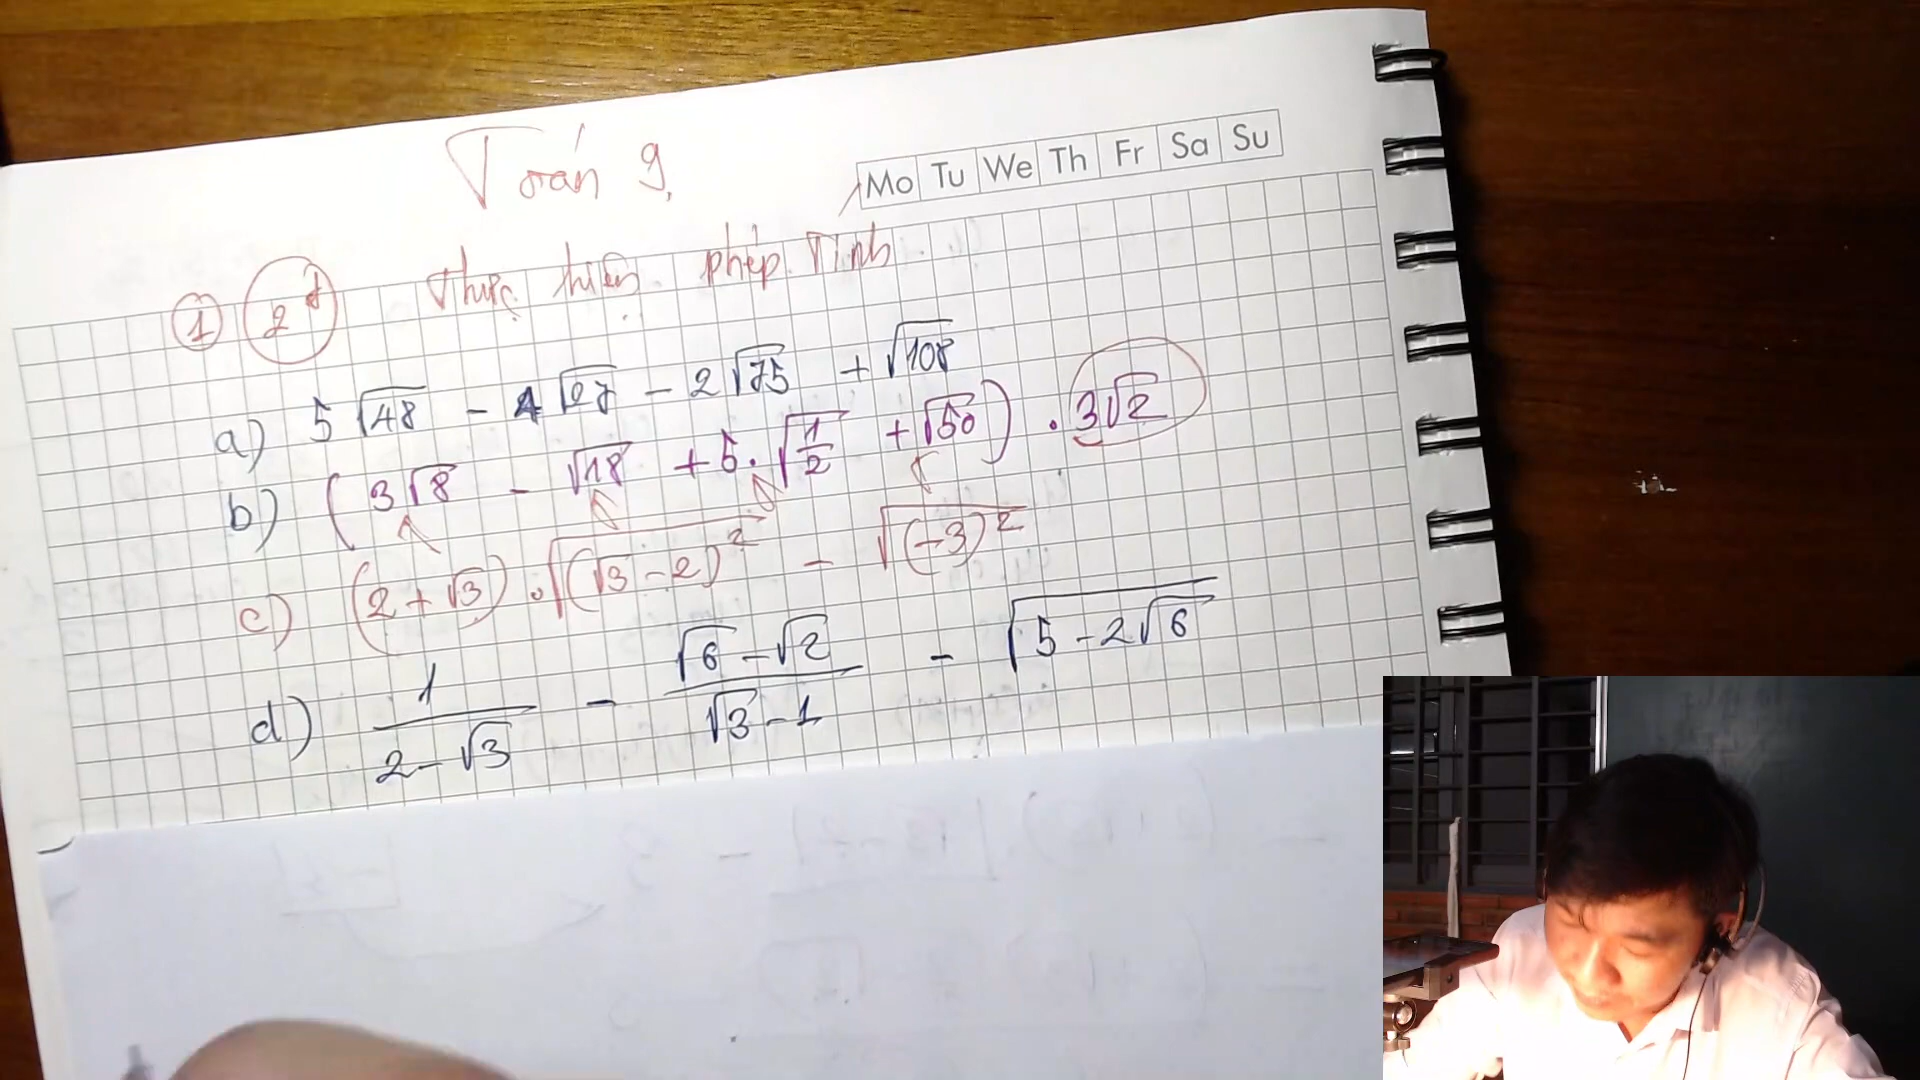 Toán 9.
Mo Tu We Th Fr Sa Su
① 2đ Thực hiện phép tính
a) 5√48 - 4√27 - 2√75 + √108
b) (3√8 - √18 + 5.√(1/2) + √50) . 3√2
c) (2 + √3) . √((√3 - 2)²) - √((-3)²)
d) 1/(2 - √3) - (√6 - √2)/(√3 - 1) - √(5 - 2√6)